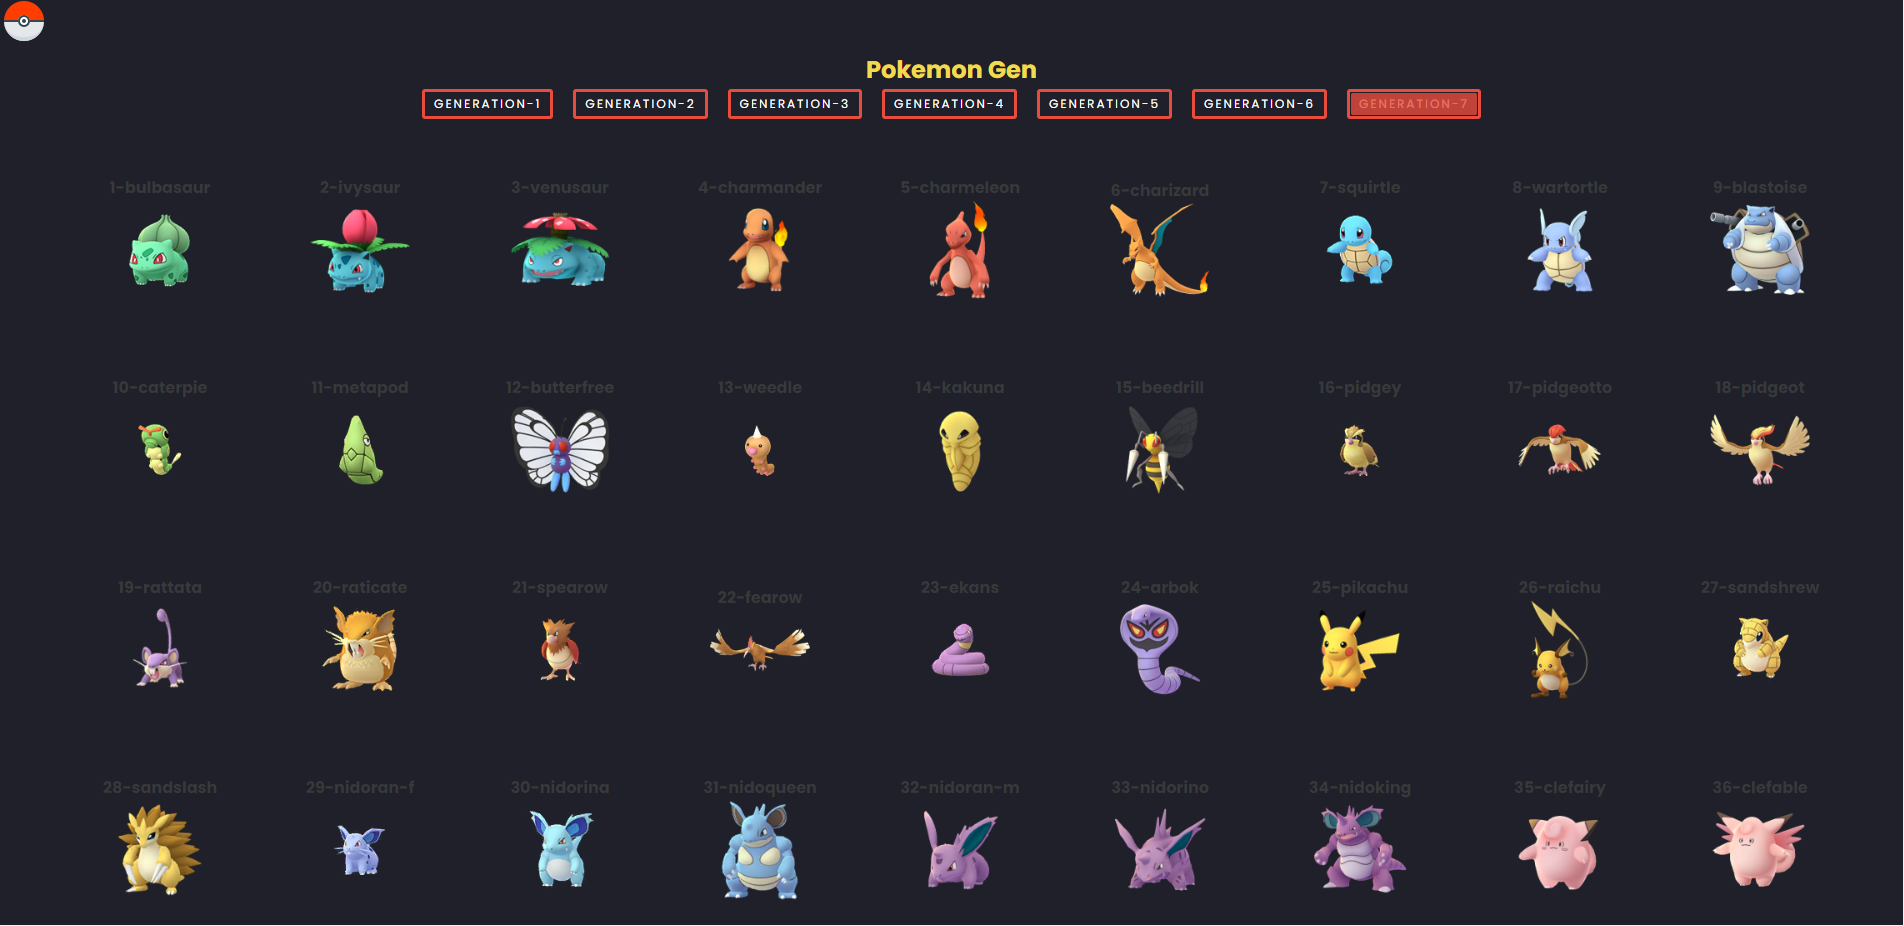 Pokemon Gen
GENERATION-1 GENERATION-2 GENERATION-3 GENERATION-4 GENERATION-5 GENERATION-6 GENERATION-7
1-bulbasaur 2-ivysaur 3-venusaur 4-charmander 5-charmeleon 6-charizard 7-squirtle 8-wartortle 9-blastoise
10-caterpie 11-metapod 12-butterfree 13-weedle 14-kakuna 15-beedrill 16-pidgey 17-pidgeotto 18-pidgeot
19-rattata 20-raticate 21-spearow 22-fearow 23-ekans 24-arbok 25-pikachu 26-raichu 27-sandshrew
28-sandslash 29-nidoran-f 30-nidorina 31-nidoqueen 32-nidoran-m 33-nidorino 34-nidoking 35-clefairy 36-clefable